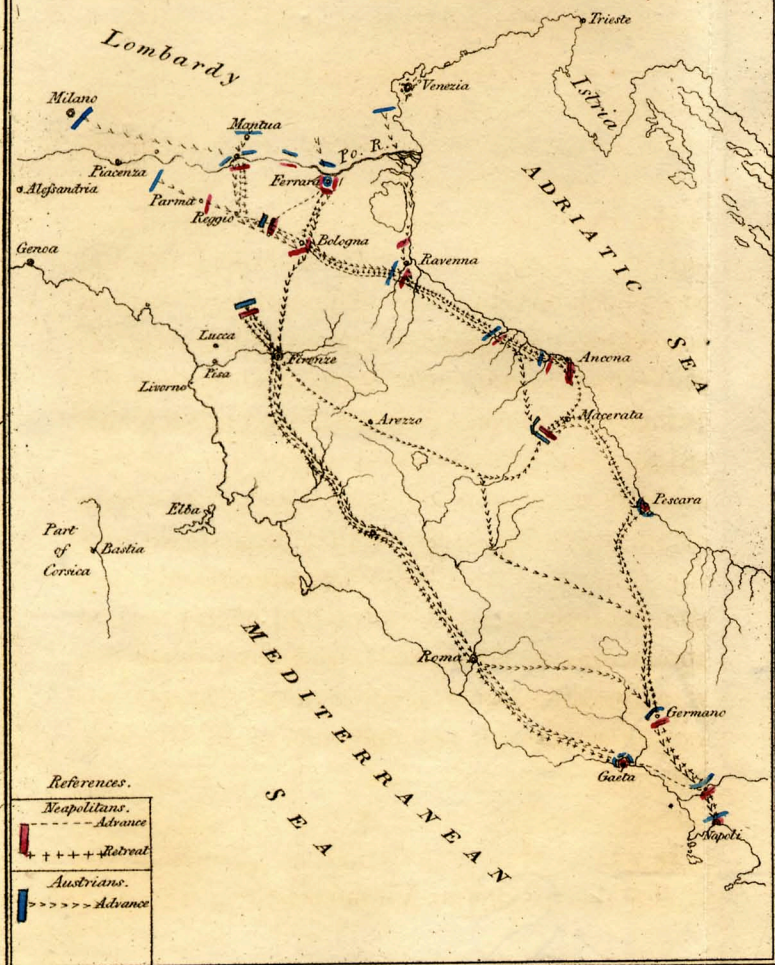 Lombardy
Trieste
Istria
Venezia
Milano
Mantua
Po. R.
Piacenza
Alefsandria
Parma
Ferrara
Reggio
Bologna
Genoa
Ravenna
ADRIATIC
SEA
Lucca
Firenze
Pisa
Livorno
Ancona
Arezzo
Macerata
Elba
Pescara
Part
of
Corsica
Bastia
MEDITERRANEAN
SEA
Roma
Germano
Gaeta
Napoli
References.
Neapolitans.
Advance
Retreat
Austrians.
Advance